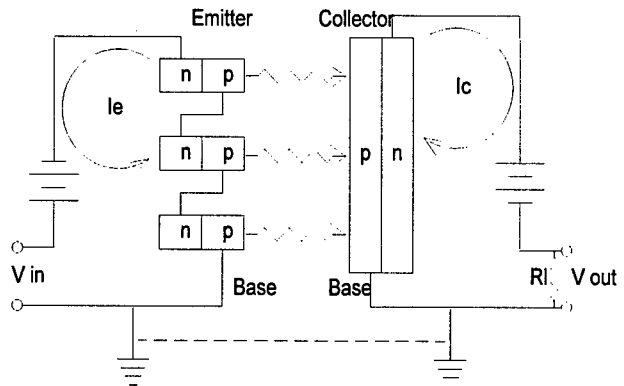 Emitter Collector
n p
Ie Ic
n p p n
n p
V in Base Base Rl V out